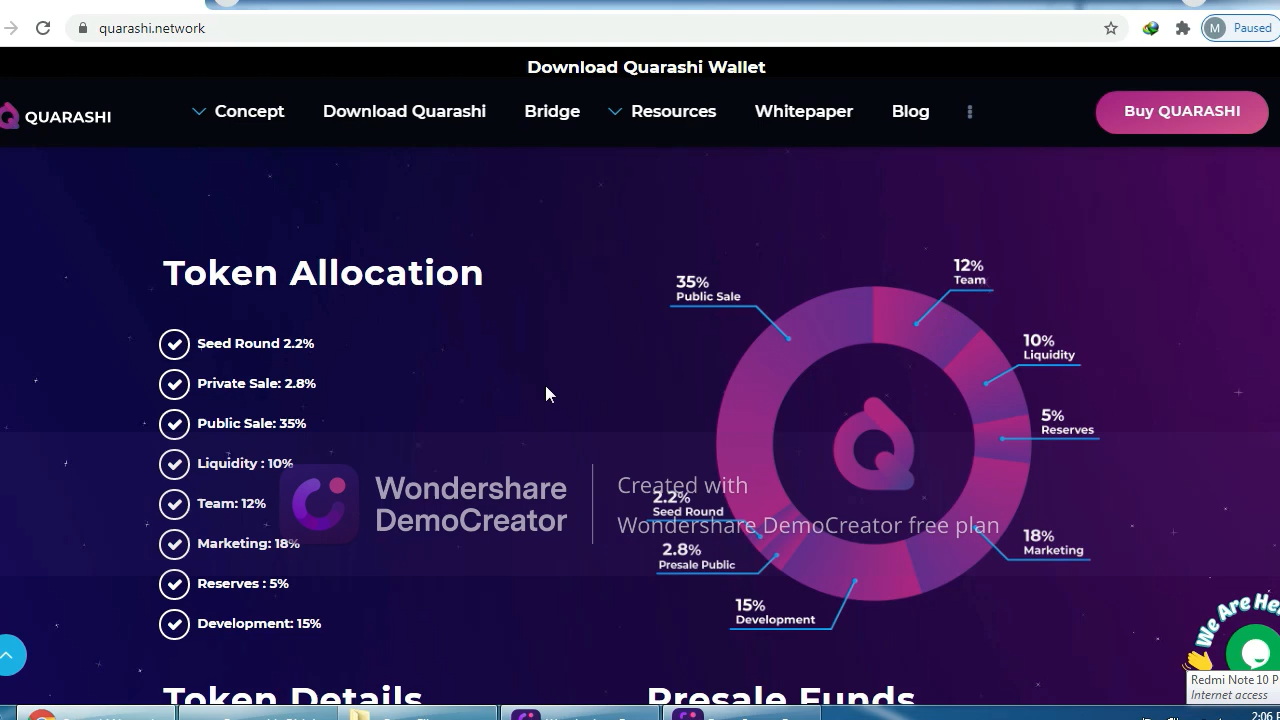 quarashi.network
Paused
M
Download Quarashi Wallet
QUARASHI
Concept
Download Quarashi
Bridge
Resources
Whitepaper
Blog
Buy QUARASHI
Token Allocation
Seed Round 2.2%
Private Sale: 2.8%
Public Sale: 35%
Liquidity : 10%
Team: 12%
Marketing: 18%
Reserves : 5%
Development: 15%
35%
Public Sale
12%
Team
10%
Liquidity
5%
Reserves
18%
Marketing
15%
Development
2.8%
Presale Public
2.2%
Seed Round
Wondershare
DemoCreator
Created with
Wondershare DemoCreator free plan
We Are He
Redmi Note 10 P
Internet access
Token Details
Presale Funds
2:06 P